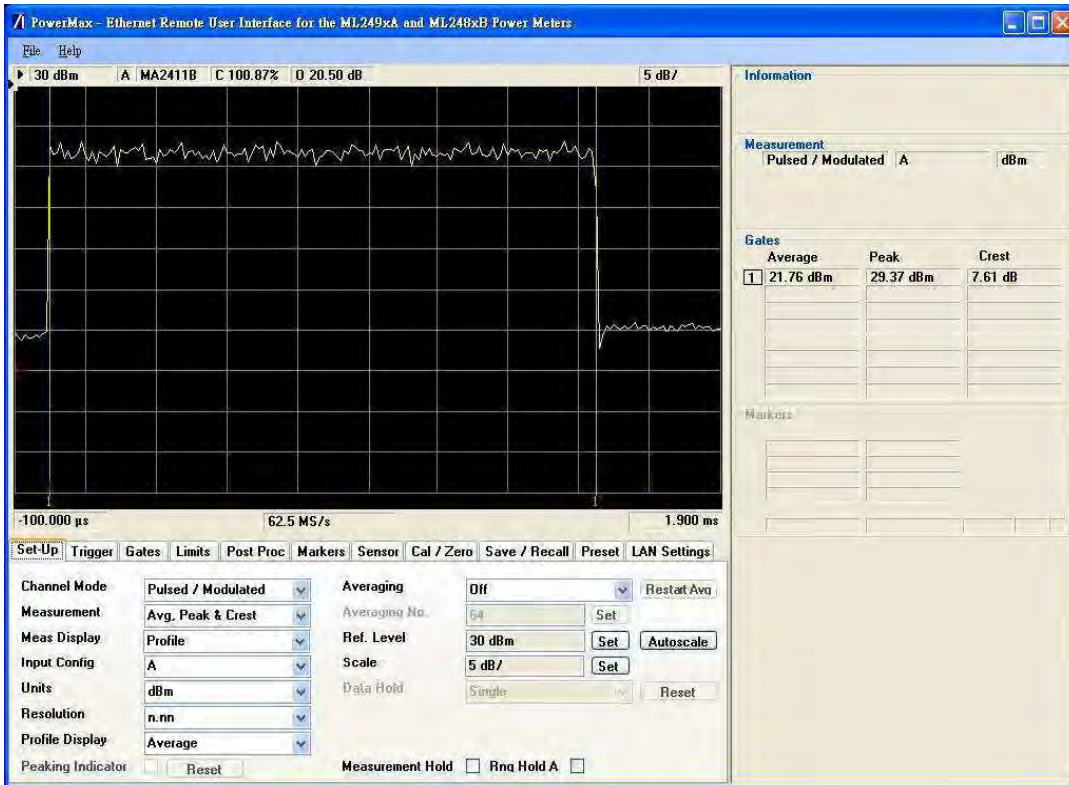 PowerMax - Ethernet Remote User Interface for the ML249xA and ML248xB Power Meters
File Help
30 dBm A MA2411B C 100.87% O 20.50 dB 5 dB/
1 1'
-100.000 µs 62.5 MS/s 1.900 ms
Information
Measurement
Pulsed / Modulated A dBm
Gates
Average Peak Crest
1 21.76 dBm 29.37 dBm 7.61 dB
Markers
Set-Up Trigger Gates Limits Post Proc Markers Sensor Cal / Zero Save / Recall Preset LAN Settings
Channel Mode Pulsed / Modulated Averaging Off Restart Avg
Measurement Avg, Peak & Crest Averaging No. 64 Set
Meas Display Profile Ref. Level 30 dBm Set Autoscale
Input Config A Scale 5 dB/ Set
Units dBm Data Hold Single Reset
Resolution n.nn
Profile Display Average
Peaking Indicator Reset Measurement Hold Rng Hold A